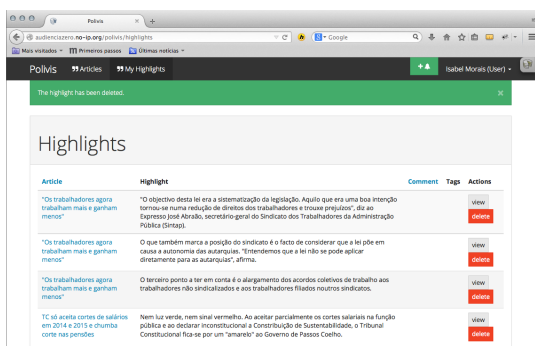 Polivis
audienciazero.no-ip.org/polivis/highlights
Google
Mais visitados
Primeiros passos
Últimas notícias
Polivis
Articles
My Highlights
Isabel Morais (User)
The highlight has been deleted.
Highlights
Article Highlight Comment Tags Actions
"Os trabalhadores agora
trabalham mais e ganham
menos"
"O objectivo desta lei era a sistematização da legislação. Aquilo que era uma boa intenção
tornou-se numa redução de direitos dos trabalhadores e trouxe prejuízos", diz ao
Expresso José Abraão, secretário-geral do Sindicato dos Trabalhadores da Administração
Pública (Sintap).
view
delete
"Os trabalhadores agora
trabalham mais e ganham
menos"
O que também marca a posição do sindicato é o facto de considerar que a lei põe em
causa a autonomia das autarquias. "Entendemos que a lei não se pode aplicar
diretamente para as autarquias", afirma.
view
delete
"Os trabalhadores agora
trabalham mais e ganham
menos"
O terceiro ponto a ter em conta é o alargamento dos acordos coletivos de trabalho aos
trabalhadores não sindicalizados e aos trabalhadores filiados noutros sindicatos.
view
delete
TC só aceita cortes de salários
em 2014 e 2015 e chumba
corte nas pensões
Nem luz verde, nem sinal vermelho. Ao aceitar parcialmente os cortes salariais na função
pública e ao declarar inconstitucional a Constribuição de Sustentabilidade, o Tribunal
Constitucional fica-se por um "amarelo" ao Governo de Passos Coelho.
view
delete